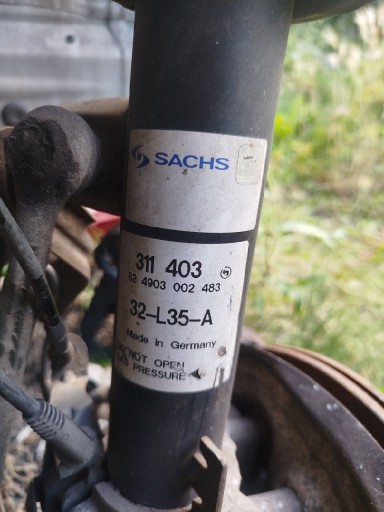 SACHS
311 403
82 4903 002 483
32-L35-A
Made in Germany
NOT OPEN
PRESSURE